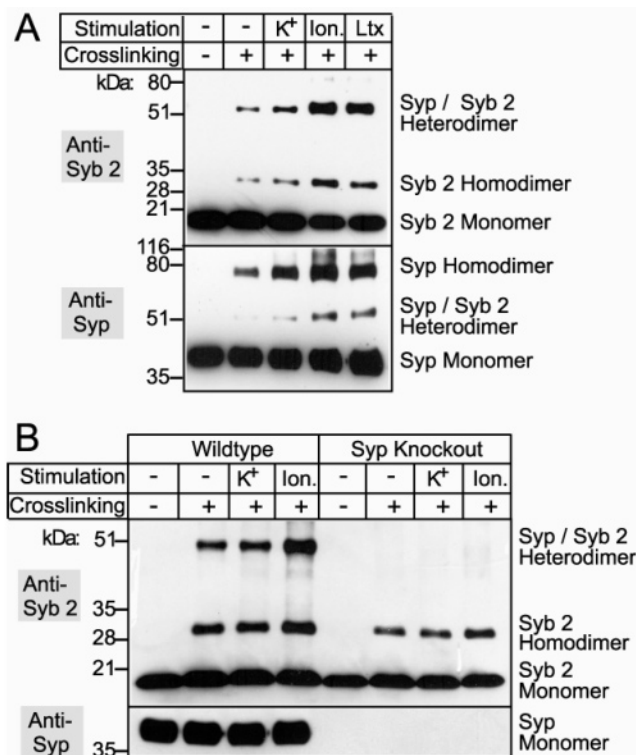 A
Stimulation - - K+ Ion. Ltx
Crosslinking - + + + +
kDa: 80
51
35
28
21
Anti-
Syb 2
Syp / Syb 2
Heterodimer
Syb 2 Homodimer
Syb 2 Monomer
116
80
51
35
Anti-
Syp
Syp Homodimer
Syp / Syb 2
Heterodimer
Syp Monomer
B
Wildtype Syp Knockout
Stimulation - - K+ Ion. - - K+ Ion.
Crosslinking - + + + - + + +
kDa: 51
35
28
21
Anti-
Syb 2
Syp / Syb 2
Heterodimer
Syb 2
Homodimer
Syb 2
Monomer
Anti-
Syp
35
Syp
Monomer